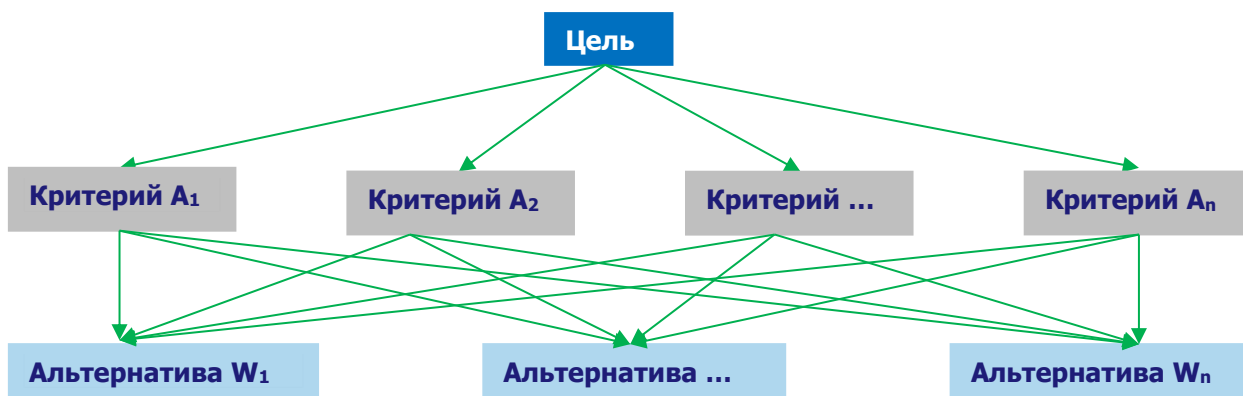 Цель
Критерий A₁
Критерий A₂
Критерий ...
Критерий Aₙ
Альтернатива W₁
Альтернатива ...
Альтернатива Wₙ